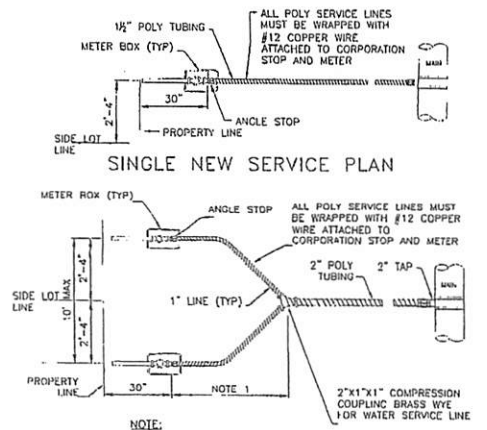 ALL POLY SERVICE LINES
MUST BE WRAPPED WITH
#12 COPPER WIRE
ATTACHED TO CORPORATION
STOP AND METER
1½" POLY TUBING
METER BOX (TYP)
MAIN
2'-4"
30"
ANGLE STOP
SIDE LOT
LINE
PROPERTY LINE
SINGLE NEW SERVICE PLAN
METER BOX (TYP)
ANGLE STOP
ALL POLY SERVICE LINES MUST
BE WRAPPED WITH #12 COPPER
WIRE ATTACHED TO
CORPORATION STOP AND METER
2" POLY
TUBING
2" TAP
MAIN
1" LINE (TYP)
SIDE LOT
LINE
10' MAX
2'-4"
2'-4"
PROPERTY
LINE
30"
NOTE 1
2"X1"X1" COMPRESSION
COUPLING BRASS WYE
FOR WATER SERVICE LINE
NOTE: